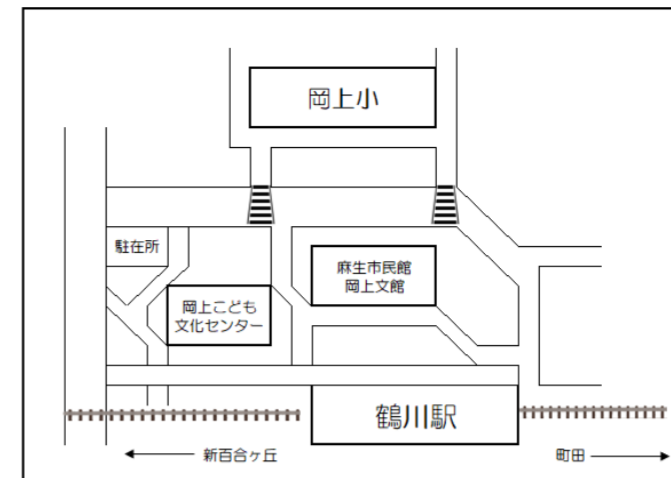 岡上小
駐在所
麻生市民館
岡上文館
岡上こども
文化センター
鶴川駅
新百合ヶ丘
町田